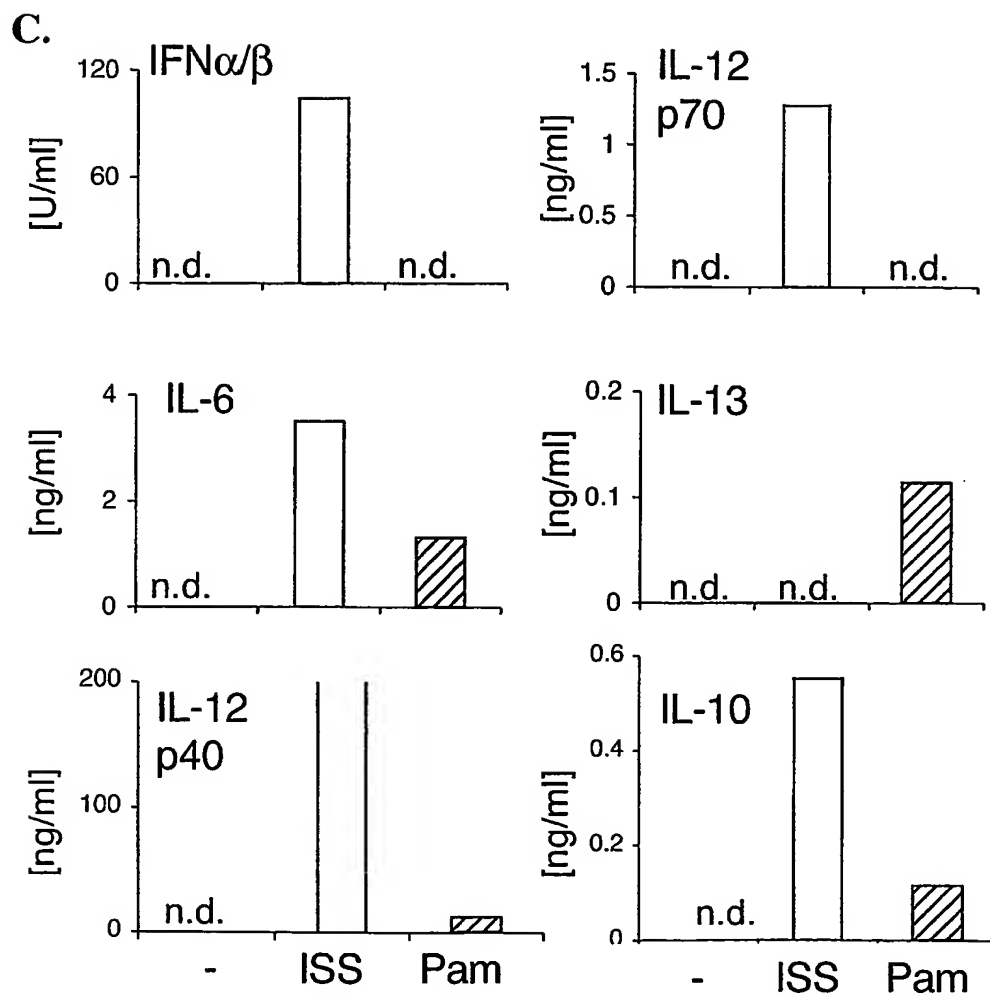 C.
IFNα/β
[U/ml]
120
60
0
n.d.
n.d.
IL-12
p70
[ng/ml]
1.5
1
0.5
0
n.d.
n.d.
IL-6
[ng/ml]
4
2
0
n.d.
IL-13
[ng/ml]
0.2
0.1
0
n.d.
n.d.
IL-12
p40
[ng/ml]
200
100
0
n.d.
- ISS Pam
IL-10
[ng/ml]
0.6
0.4
0.2
0
n.d.
- ISS Pam